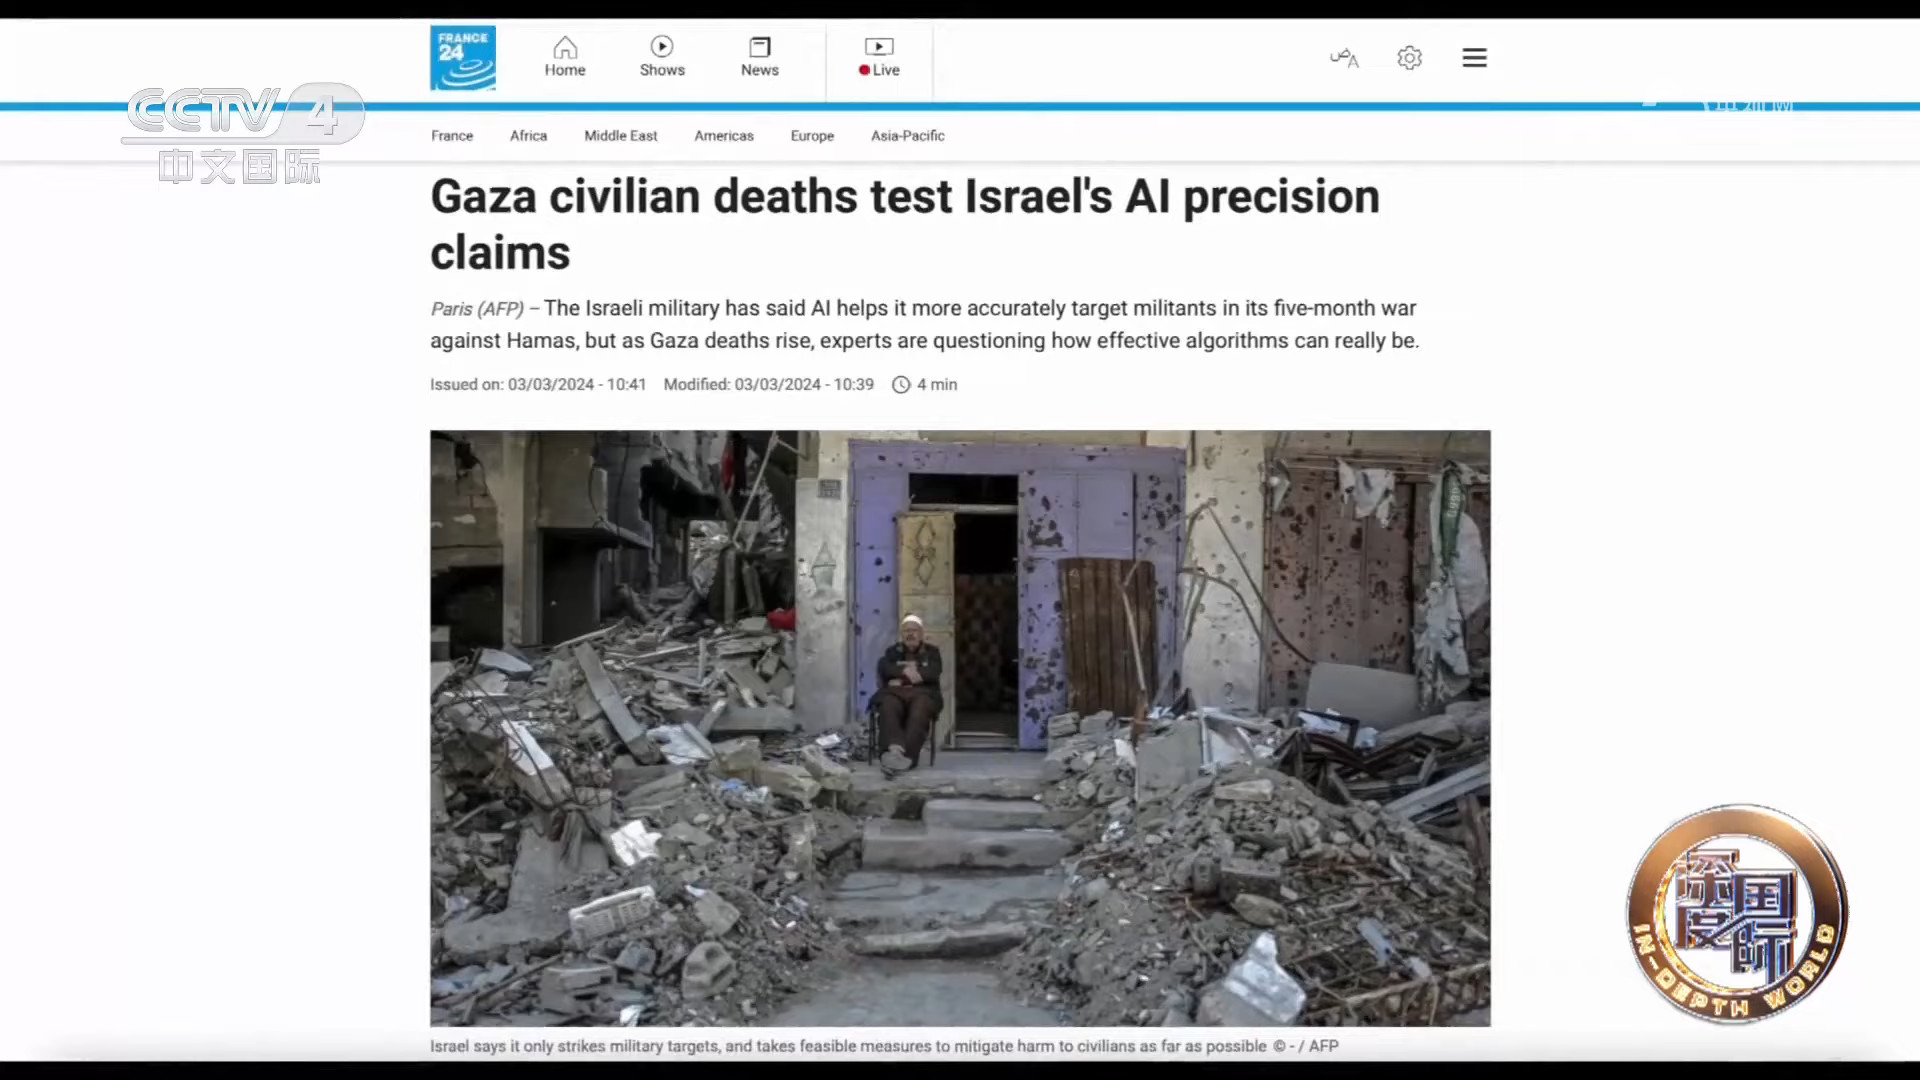 FRANCE
24
Home
Shows
News
Live
CCTV 4
中文国际
France
Africa
Middle East
Americas
Europe
Asia-Pacific
Gaza civilian deaths test Israel's AI precision
claims
Paris (AFP) – The Israeli military has said AI helps it more accurately target militants in its five-month war
against Hamas, but as Gaza deaths rise, experts are questioning how effective algorithms can really be.
Issued on: 03/03/2024 - 10:41 Modified: 03/03/2024 - 10:39 4 min
深度国际
IN-DEPTH WORLD
Israel says it only strikes military targets, and takes feasible measures to mitigate harm to civilians as far as possible © - / AFP